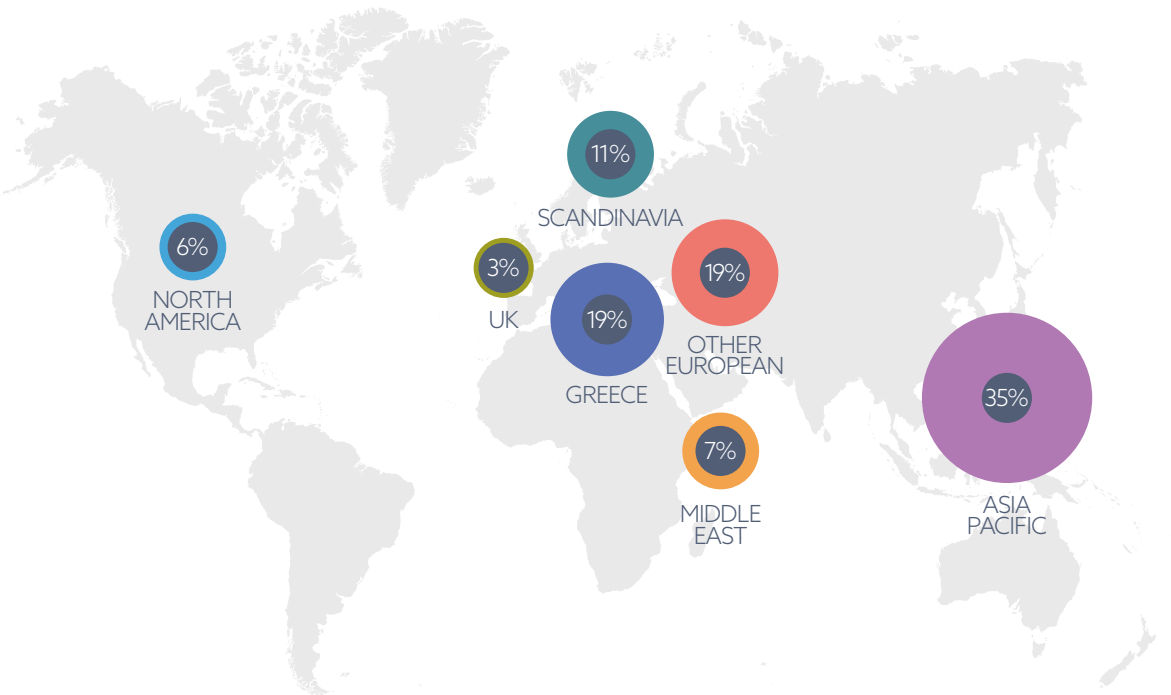 11%
SCANDINAVIA
6%
NORTH
AMERICA
3%
UK
19%
GREECE
19%
OTHER
EUROPEAN
7%
MIDDLE
EAST
35%
ASIA
PACIFIC